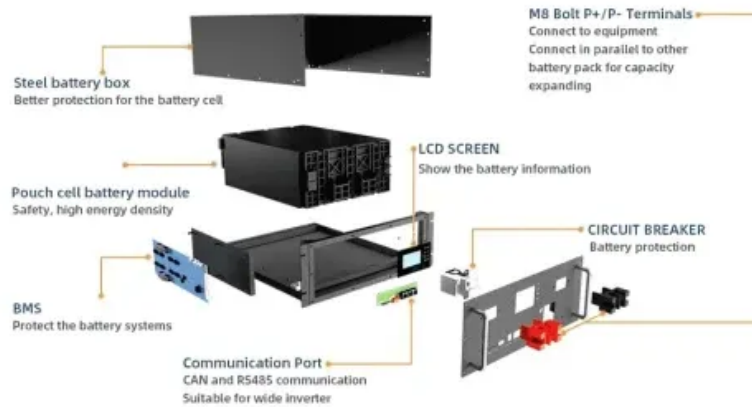 M8 Bolt P+/P- Terminals
Connect to equipment
Connect in parallel to other
battery pack for capacity
expanding
Steel battery box
Better protection for the battery cell
LCD SCREEN
Show the battery information
Pouch cell battery module
Safety, high energy density
CIRCUIT BREAKER
Battery protection
BMS
Protect the battery systems
Communication Port
CAN and RS485 communication
Suitable for wide inverter